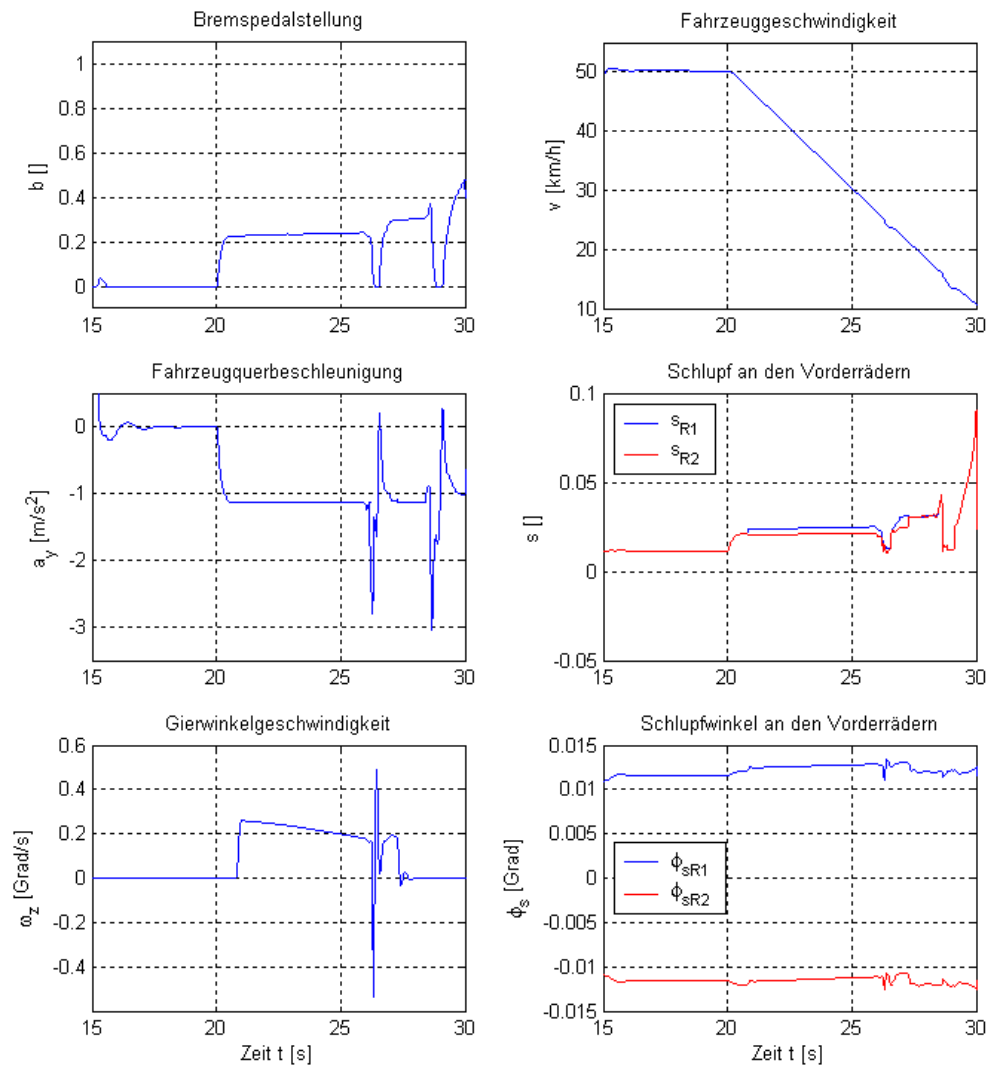 Bremspedalstellung
b []
1
0.8
0.6
0.4
0.2
0
15 20 25 30
Fahrzeuggeschwindigkeit
v [km/h]
50
40
30
20
10
15 20 25 30
Fahrzeugquerbeschleunigung
a_y [m/s²]
0
-1
-2
-3
15 20 25 30
Schlupf an den Vorderrädern
s []
0.1
0.05
0
-0.05
s_R1
s_R2
15 20 25 30
Gierwinkelgeschwindigkeit
ω_z [Grad/s]
0.6
0.4
0.2
0
-0.2
-0.4
15 20 25 30
Zeit t [s]
Schlupfwinkel an den Vorderrädern
ϕ_s [Grad]
0.015
0.01
0.005
0
-0.005
-0.01
-0.015
ϕ_sR1
ϕ_sR2
15 20 25 30
Zeit t [s]